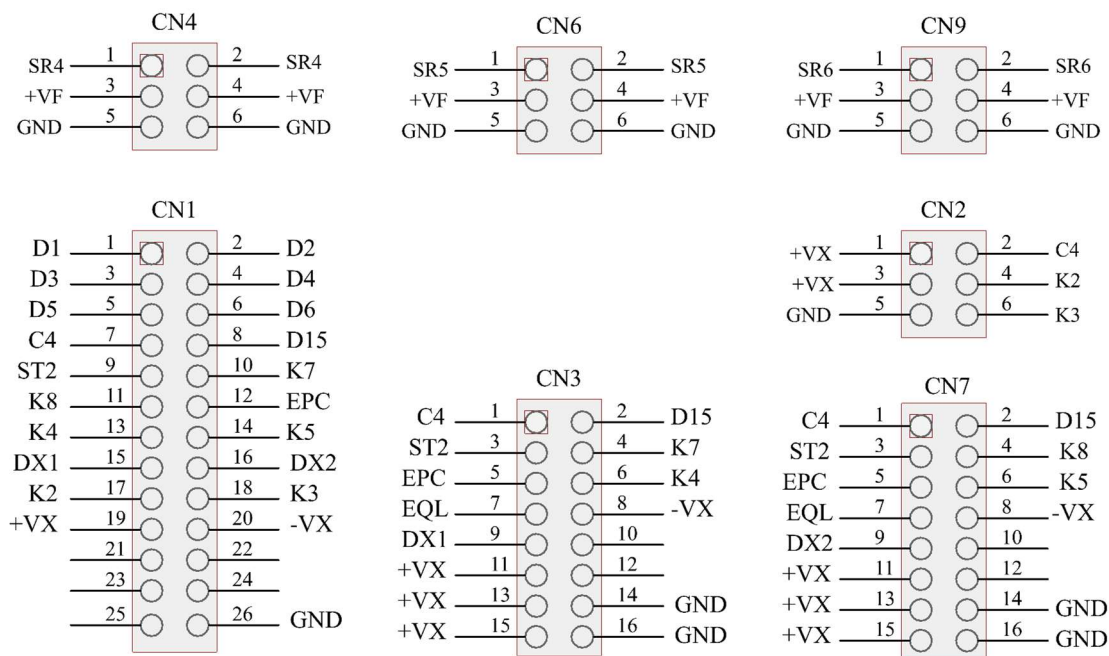 CN4
SR4 1 2 SR4
+VF 3 4 +VF
GND 5 6 GND
CN6
SR5 1 2 SR5
+VF 3 4 +VF
GND 5 6 GND
CN9
SR6 1 2 SR6
+VF 3 4 +VF
GND 5 6 GND
CN1
D1 1 2 D2
D3 3 4 D4
D5 5 6 D6
C4 7 8 D15
ST2 9 10 K7
K8 11 12 EPC
K4 13 14 K5
DX1 15 16 DX2
K2 17 18 K3
+VX 19 20 -VX
21 22
23 24
25 26 GND
CN3
C4 1 2 D15
ST2 3 4 K7
EPC 5 6 K4
EQL 7 8 -VX
DX1 9 10
+VX 11 12
+VX 13 14 GND
+VX 15 16 GND
CN2
+VX 1 2 C4
+VX 3 4 K2
GND 5 6 K3
CN7
C4 1 2 D15
ST2 3 4 K8
EPC 5 6 K5
EQL 7 8 -VX
DX2 9 10
+VX 11 12
+VX 13 14 GND
+VX 15 16 GND